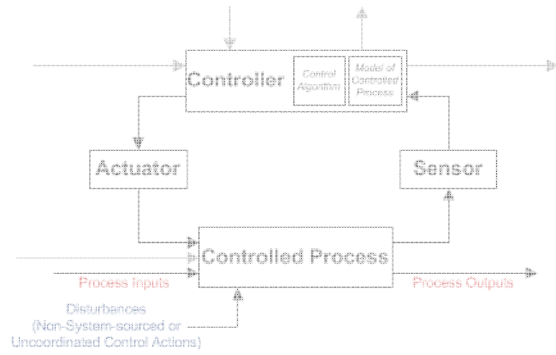 Controller
Control
Algorithm
Model of
Controlled
Process
Actuator
Sensor
Controlled Process
Process Inputs
Process Outputs
Disturbances
(Non-System-sourced or
Uncoordinated Control Actions)